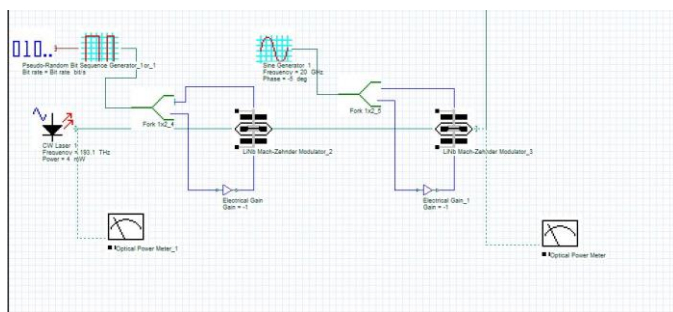 010..
Pseudo-Random Bit Sequence Generator_1or_1
Bit rate = Bit rate bit/s
Sine Generator_1
Frequency = 20 GHz
Phase = -5 deg
Fork 1x2_4
Fork 1x2_5
CW Laser_1
Frequency = 193.1 THz
Power = 4 mW
LiNb Mach-Zehnder Modulator_2
LiNb Mach-Zehnder Modulator_3
Electrical Gain
Gain = -1
Electrical Gain_1
Gain = -1
Optical Power Meter_1
Optical Power Meter